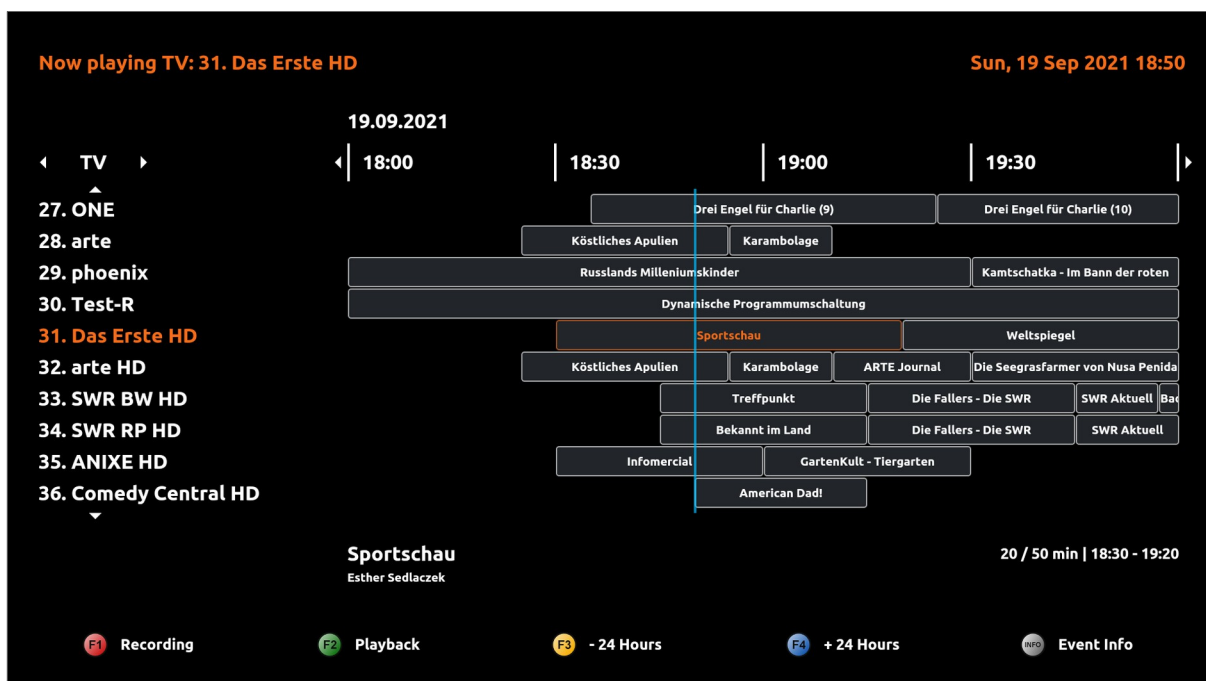 Now playing TV: 31. Das Erste HD Sun, 19 Sep 2021 18:50
19.09.2021
TV 18:00 18:30 19:00 19:30
27. ONE Drei Engel für Charlie (9) Drei Engel für Charlie (10)
28. arte Köstliches Apulien Karambolage
29. phoenix Russlands Milleniumskinder Kamtschatka - Im Bann der roten
30. Test-R Dynamische Programmumschaltung
31. Das Erste HD Sportschau Weltspiegel
32. arte HD Köstliches Apulien Karambolage ARTE Journal Die Seegrasfarmer von Nusa Penida
33. SWR BW HD Treffpunkt Die Fallers - Die SWR SWR Aktuell
34. SWR RP HD Bekannt im Land Die Fallers - Die SWR SWR Aktuell
35. ANIXE HD Infomercial GartenKult - Tiergarten
36. Comedy Central HD American Dad!
Sportschau 20 / 50 min | 18:30 - 19:20
Esther Sedlaczek
F1 Recording F2 Playback F3 - 24 Hours F4 + 24 Hours INFO Event Info